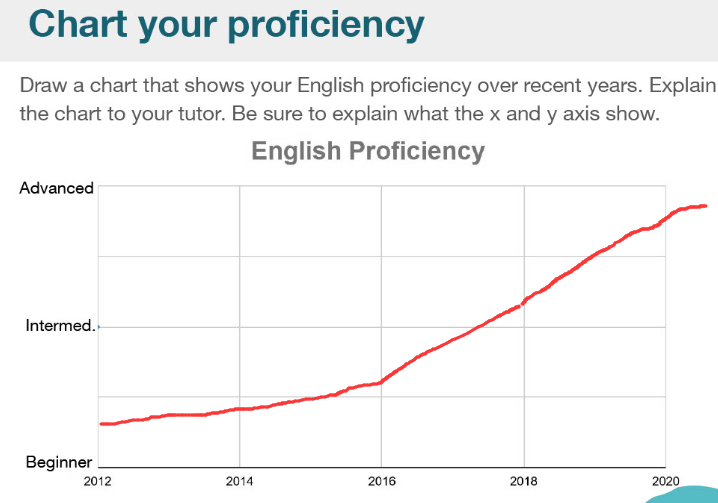 Chart your proficiency
Draw a chart that shows your English proficiency over recent years. Explain
the chart to your tutor. Be sure to explain what the x and y axis show.
English Proficiency
Advanced
Intermed.
Beginner
2012 2014 2016 2018 2020